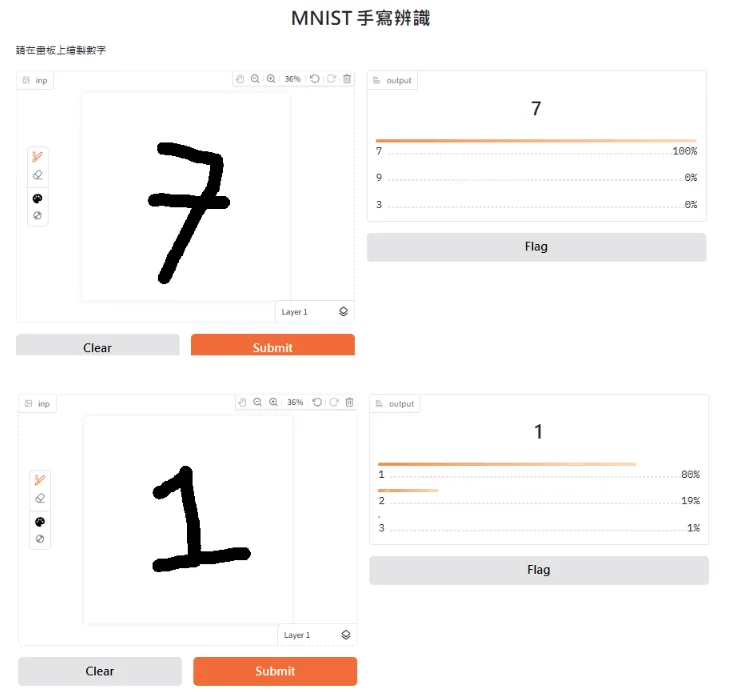 MNIST 手寫辨識
請在畫板上繪製數字
inp
36%
7
Layer 1
Clear
Submit
output
7
7 100%
9 0%
3 0%
Flag
inp
36%
1
Layer 1
Clear
Submit
output
1
1 80%
2 19%
3 1%
Flag